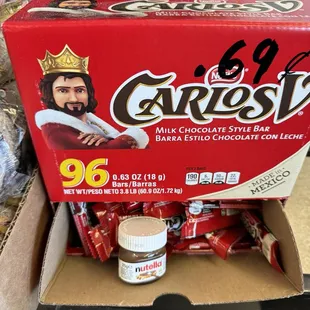 .69¢
Nestlé
CARLOS V
MILK CHOCOLATE STYLE BAR
BARRA ESTILO CHOCOLATE CON LECHE
96 0.63 OZ (18 g)
Bars/Barras
NET WT/PESO NETO 3.8 LB (60.9 OZ/1.72 kg)
190
MADE IN
MEXICO
nutella